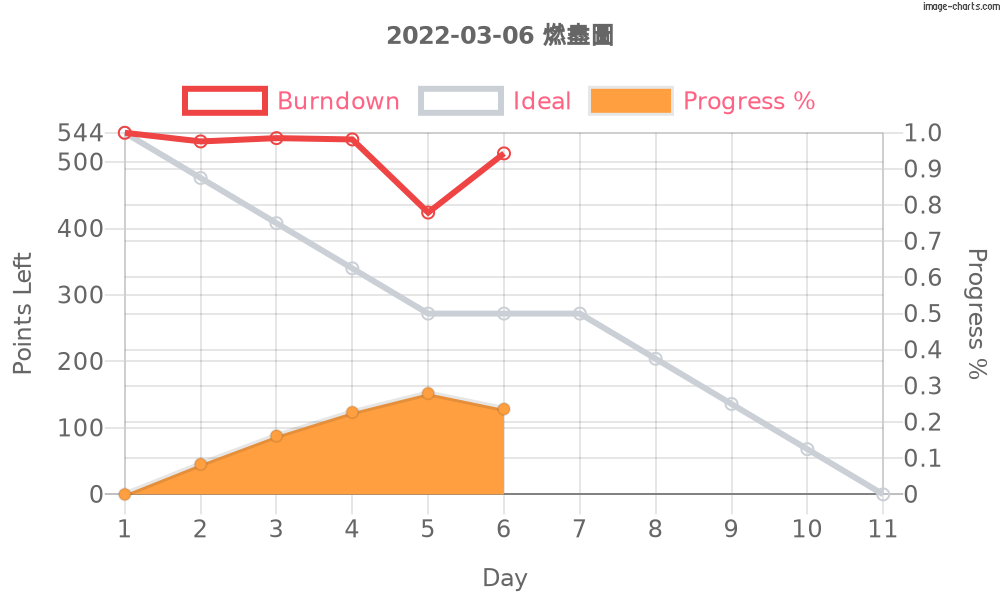 image-charts.com
2022-03-06 燃盡圖
Burndown Ideal Progress %
544
500
400
300
200
100
0
Points Left
1.0
0.9
0.8
0.7
0.6
0.5
0.4
0.3
0.2
0.1
0
Progress %
1 2 3 4 5 6 7 8 9 10 11
Day